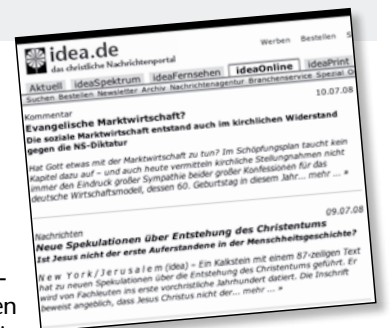 idea.de
das christliche Nachrichtenportal
Werben Bestellen S
Aktuell ideaSpektrum ideaFernsehen ideaOnline ideaPrint
Suchen Bestellen Newsletter Archiv Nachrichtenagentur Branchenservice Spezial O
10.07.08
Kommentar
Evangelische Marktwirtschaft?
Die soziale Marktwirtschaft entstand auch im kirchlichen Widerstand
gegen die NS-Diktatur
Hat Gott etwas mit der Marktwirtschaft zu tun? Im Schöpfungsplan taucht kein
Kapitel dazu auf – und auch heute vermitteln kirchliche Stellungnahmen nicht
immer den Eindruck großer Sympathie beider großer Konfessionen für das
deutsche Wirtschaftsmodell, dessen 60. Geburtstag in diesem Jahr... mehr ... »
09.07.08
Nachrichten
Neue Spekulationen über Entstehung des Christentums
Ist Jesus nicht der erste Auferstandene in der Menschheitsgeschichte?
New York/Jerusalem (idea) – Ein Kalkstein mit einem 87-zeiligen Text
hat zu neuen Spekulationen über die Entstehung des Christentums geführt. Er
wird von Fachleuten ins erste vorchristliche Jahrhundert datiert. Die Inschrift
beweist angeblich, dass Jesus Christus nicht der... mehr ... »
-
en